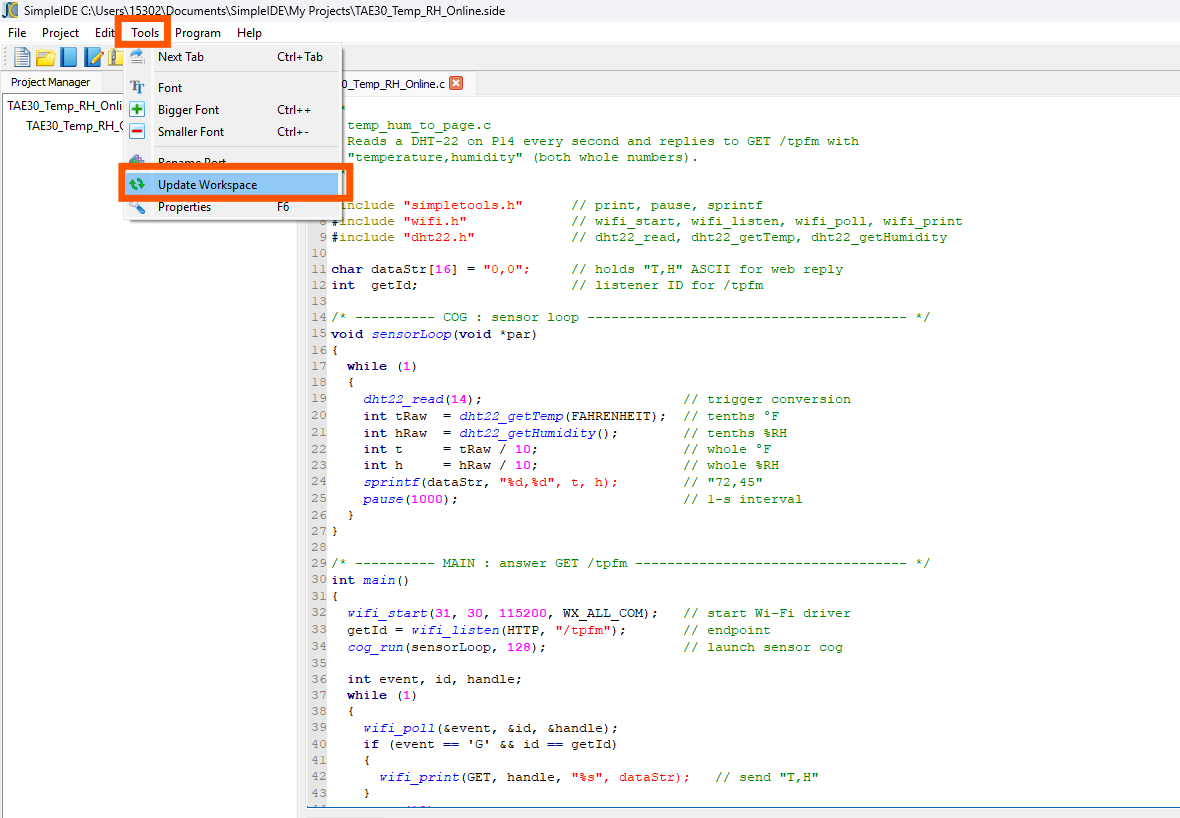 SimpleIDE C:\Users\15302\Documents\SimpleIDE\My Projects\TAE30_Temp_RH_Online.side
File Project Edit Tools Program Help
Next Tab Ctrl+Tab
Project Manager
0_Temp_RH_Online.c
Font
TAE30_Temp_RH_Onli
Bigger Font Ctrl++
TAE30_Temp_RH_
Smaller Font Ctrl+-
Rename Port
Update Workspace
Properties F6
temp_hum_to_page.c
Reads a DHT-22 on P14 every second and replies to GET /tpfm with
"temperature,humidity" (both whole numbers).
#include "simpletools.h" // print, pause, sprintf
8 #include "wifi.h" // wifi_start, wifi_listen, wifi_poll, wifi_print
9 #include "dht22.h" // dht22_read, dht22_getTemp, dht22_getHumidity
10
11 char dataStr[16] = "0,0"; // holds "T,H" ASCII for web reply
12 int getId; // listener ID for /tpfm
13
14 /* ---------- COG : sensor loop ---------------------------------------- */
15 void sensorLoop(void *par)
16 {
17 while (1)
18 {
19 dht22_read(14); // trigger conversion
20 int tRaw = dht22_getTemp(FAHRENHEIT); // tenths °F
21 int hRaw = dht22_getHumidity(); // tenths %RH
22 int t = tRaw / 10; // whole °F
23 int h = hRaw / 10; // whole %RH
24 sprintf(dataStr, "%d,%d", t, h); // "72,45"
25 pause(1000); // 1-s interval
26 }
27 }
28
29 /* ---------- MAIN : answer GET /tpfm ---------------------------------- */
30 int main()
31 {
32 wifi_start(31, 30, 115200, WX_ALL_COM); // start Wi-Fi driver
33 getId = wifi_listen(HTTP, "/tpfm"); // endpoint
34 cog_run(sensorLoop, 128); // launch sensor cog
35
36 int event, id, handle;
37 while (1)
38 {
39 wifi_poll(&event, &id, &handle);
40 if (event == 'G' && id == getId)
41 {
42 wifi_print(GET, handle, "%s", dataStr); // send "T,H"
43 }